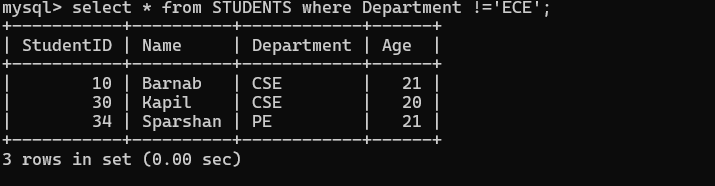 mysql> select * from STUDENTS where Department !='ECE';
+-----------+----------+------------+------+
| StudentID | Name     | Department | Age  |
+-----------+----------+------------+------+
|        10 | Barnab   | CSE        |   21 |
|        30 | Kapil    | CSE        |   20 |
|        34 | Sparshan | PE         |   21 |
+-----------+----------+------------+------+
3 rows in set (0.00 sec)